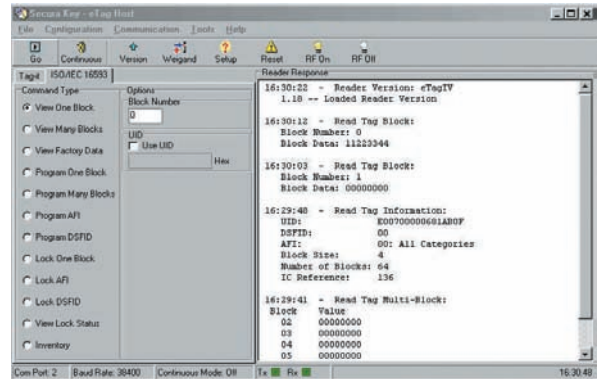 Secura Key - eTag Host
File Configuration Communication Tools Help
Go Continuous Version Weigand Setup Reset RF On RF Off
Tag-it ISO/IEC 16593
Command Type
View One Block
View Many Blocks
View Factory Data
Program One Block
Program Many Blocks
Program AFI
Program DSFID
Lock One Block
Lock AFI
Lock DSFID
View Lock Status
Inventory
Options
Block Number
0
UID
Use UID
Hex
Reader Response
16:30:22 - Reader Version: eTagIV
1.18 -- Loaded Reader Version
16:30:12 - Read Tag Block:
Block Number: 0
Block Data: 11223344
16:30:03 - Read Tag Block:
Block Number: 1
Block Data: 00000000
16:29:48 - Read Tag Information:
UID: E00700000681AB0F
DSFID: 00
AFI: 00: All Categories
Block Size: 4
Number of Blocks: 64
IC Reference: 136
16:29:41 - Read Tag Multi-Block:
Block Value
02 00000000
03 00000000
04 00000000
05 00000000
Com Port: 2 Baud Rate: 38400 Continuous Mode: Off Tx Rx 16:30:48